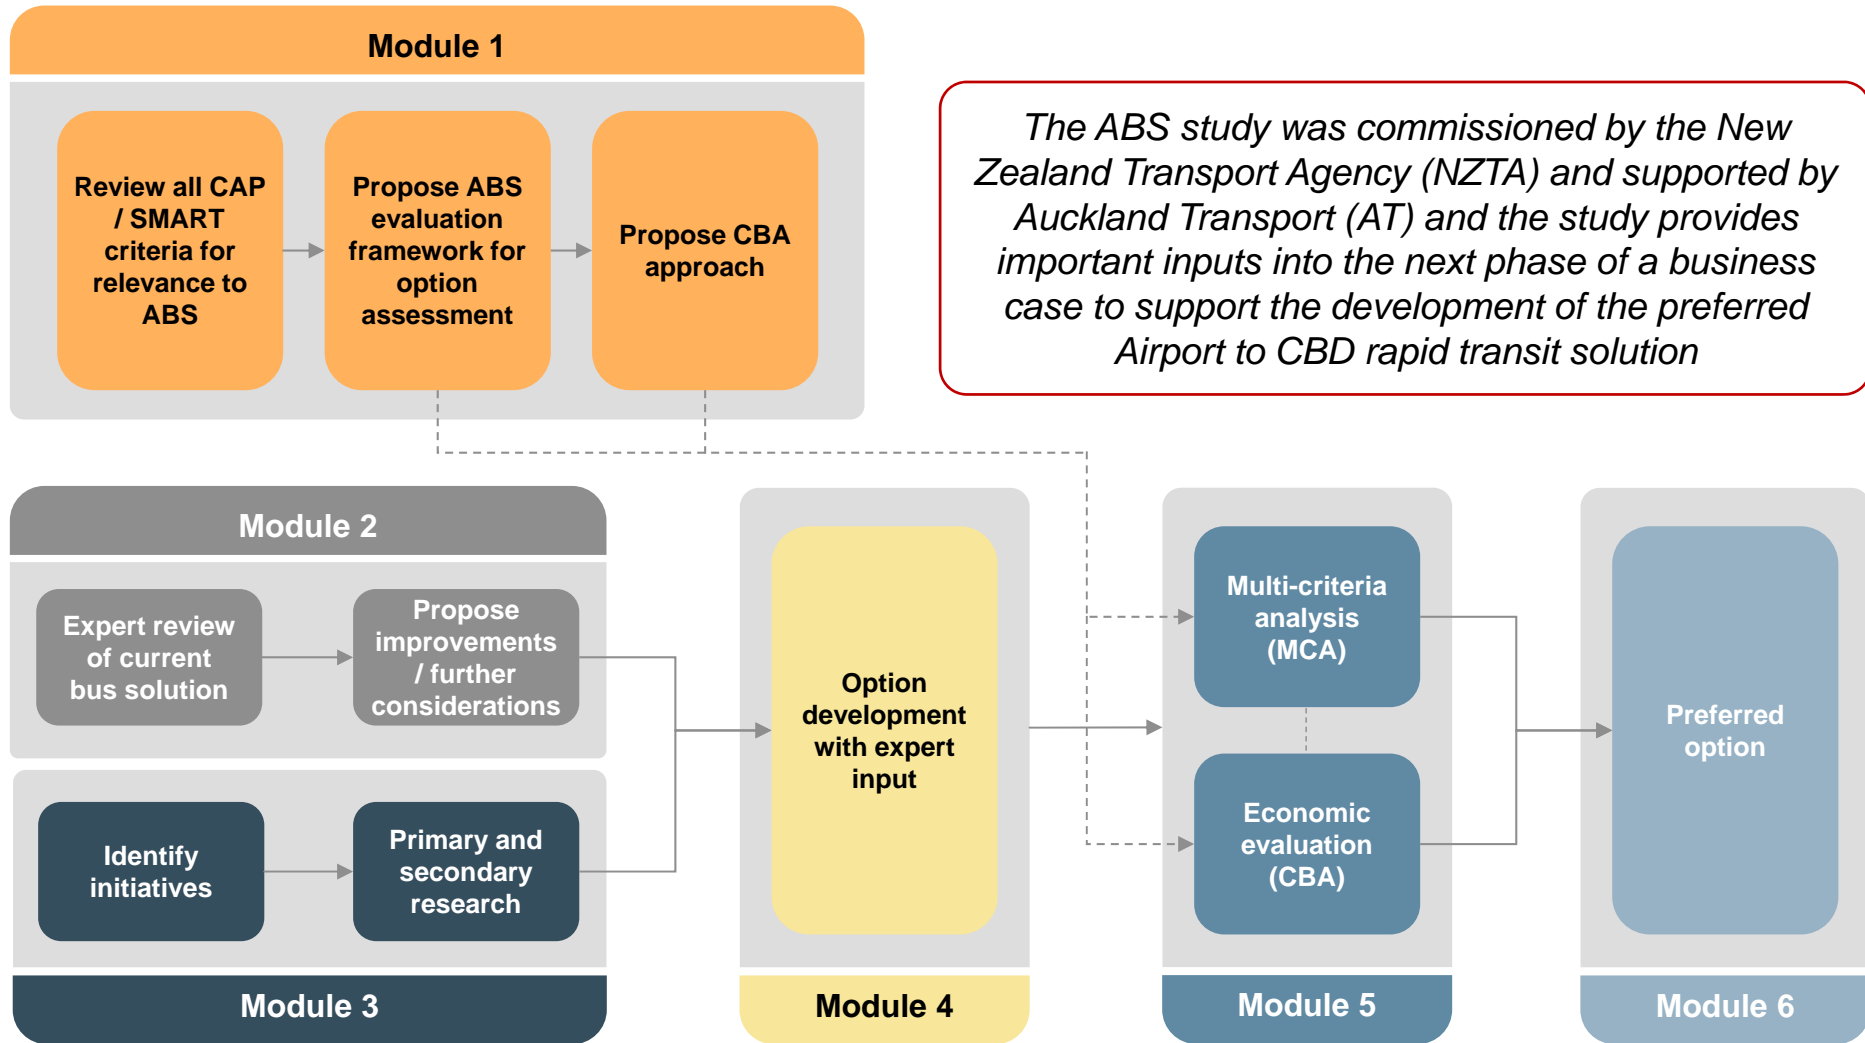 Module 1
Review all CAP
/ SMART
criteria for
relevance to
ABS
Propose ABS
evaluation
framework for
option
assessment
Propose CBA
approach
The ABS study was commissioned by the New
Zealand Transport Agency (NZTA) and supported by
Auckland Transport (AT) and the study provides
important inputs into the next phase of a business
case to support the development of the preferred
Airport to CBD rapid transit solution
Module 2
Expert review
of current
bus solution
Propose
improvements
/ further
considerations
Identify
initiatives
Primary and
secondary
research
Module 3
Option
development
with expert
input
Module 4
Multi-criteria
analysis
(MCA)
Economic
evaluation
(CBA)
Module 5
Preferred
option
Module 6